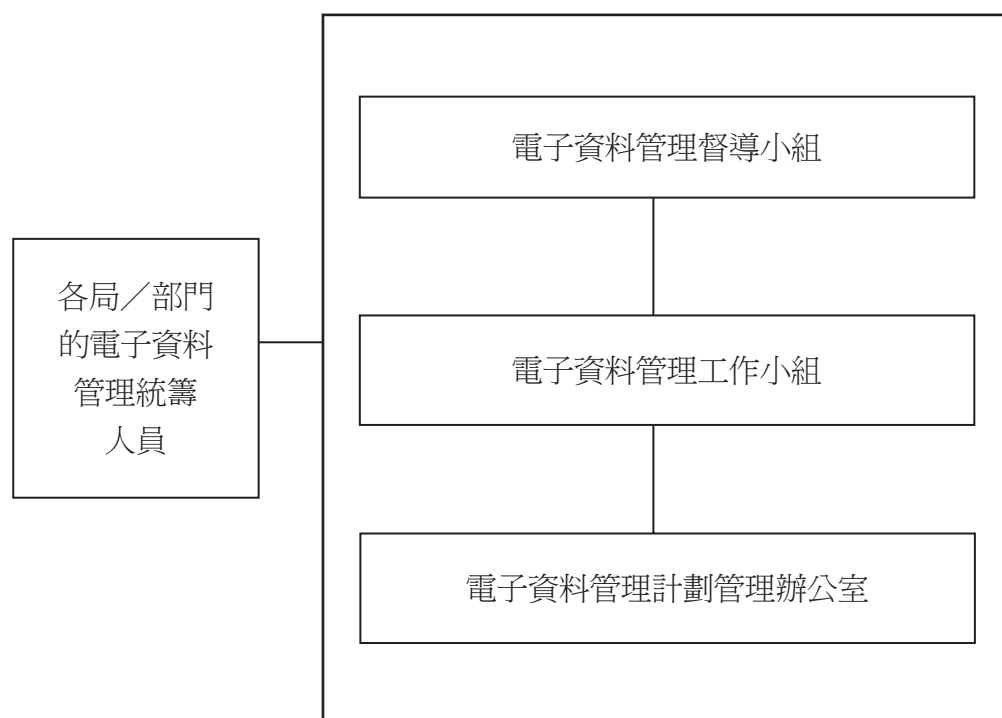 電子資料管理督導小組
各局／部門
的電子資料
管理統籌
人員
電子資料管理工作小組
電子資料管理計劃管理辦公室